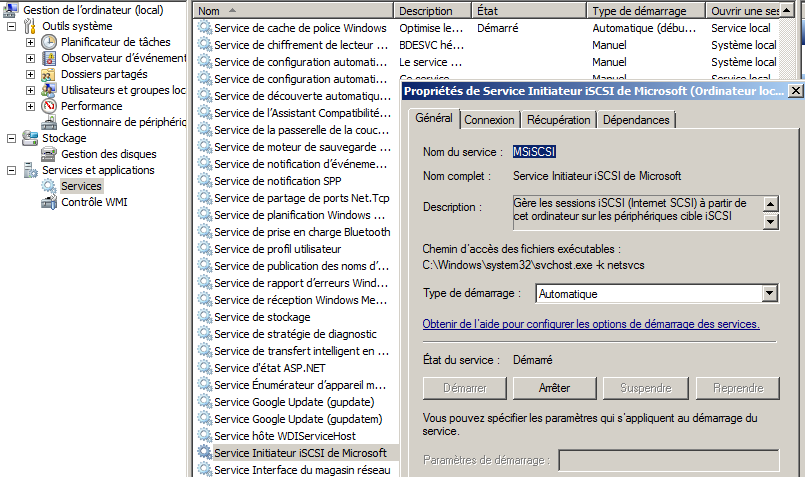 Gestion de l'ordinateur (local)
Outils système
Planificateur de tâches
Observateur d'événement
Dossiers partagés
Utilisateurs et groupes loc
Performance
Gestionnaire de périphéric
Stockage
Gestion des disques
Services et applications
Services
Contrôle WMI
Nom Description État Type de démarrage Ouvrir une ses
Service de cache de police Windows Optimise le... Démarré Automatique (débu... Service local
Service de chiffrement de lecteur ... BDESVC hé... Manuel Système local
Service de configuration automati... Le service ... Manuel Système local
Service de configuration automati... Ce service ... Manuel Système local
Service de découverte automatiqu...
Service de l'Assistant Compatibilité...
Service de la passerelle de la couc...
Service de moteur de sauvegarde ...
Service de notification d'événeme...
Service de notification SPP
Service de partage de ports Net.Tcp
Service de planification Windows ...
Service de prise en charge Bluetooth
Service de profil utilisateur
Service de publication des noms d'...
Service de rapport d'erreurs Wind...
Service de réception Windows Me...
Service de stockage
Service de stratégie de diagnostic
Service de transfert intelligent en ...
Service d'état ASP.NET
Service Énumérateur d'appareil m...
Service Google Update (gupdate)
Service Google Update (gupdatem)
Service hôte WDIServiceHost
Service Initiateur iSCSI de Microsoft
Service Interface du magasin réseau
Propriétés de Service Initiateur iSCSI de Microsoft (Ordinateur loc...
Général Connexion Récupération Dépendances
Nom du service : MSiSCSI
Nom complet : Service Initiateur iSCSI de Microsoft
Description : Gère les sessions iSCSI (Internet SCSI) à partir de
cet ordinateur sur les périphériques cible iSCSI
Chemin d'accès des fichiers exécutables :
C:\Windows\system32\svchost.exe -k netsvcs
Type de démarrage : Automatique
Obtenir de l'aide pour configurer les options de démarrage des services.
État du service : Démarré
Démarrer Arrêter Suspendre Reprendre
Vous pouvez spécifier les paramètres qui s'appliquent au démarrage du
service.
Paramètres de démarrage :